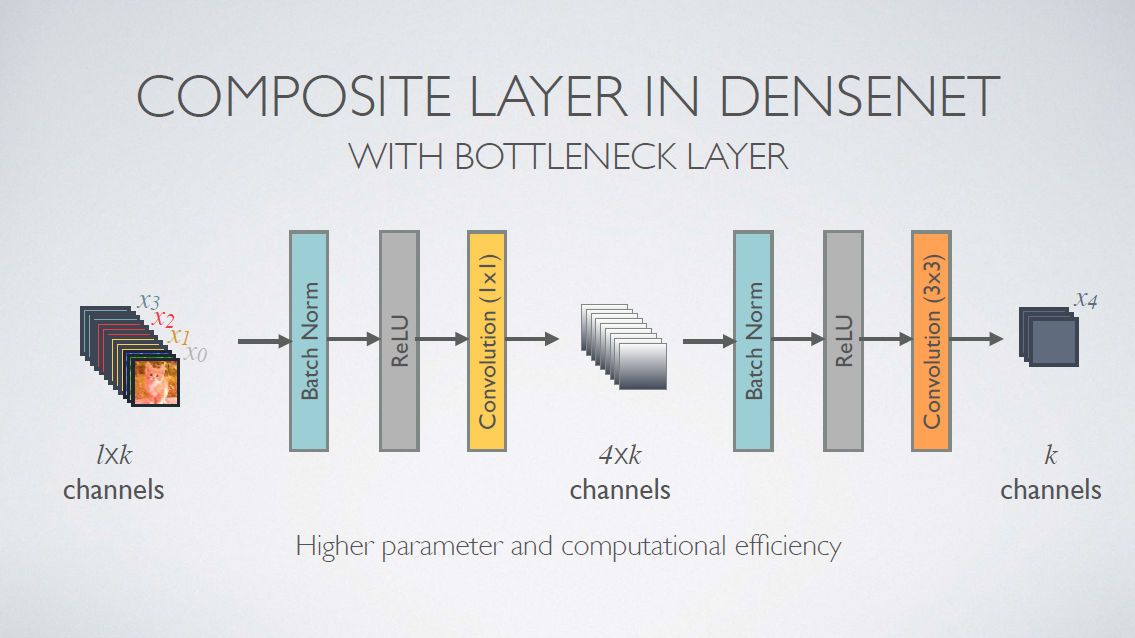 COMPOSITE LAYER IN DENSENET
WITH BOTTLENECK LAYER
x3
x2
x1
x0
Batch Norm
ReLU
Convolution (1x1)
Batch Norm
ReLU
Convolution (3x3)
x4
lxk
channels
4xk
channels
k
channels
Higher parameter and computational efficiency